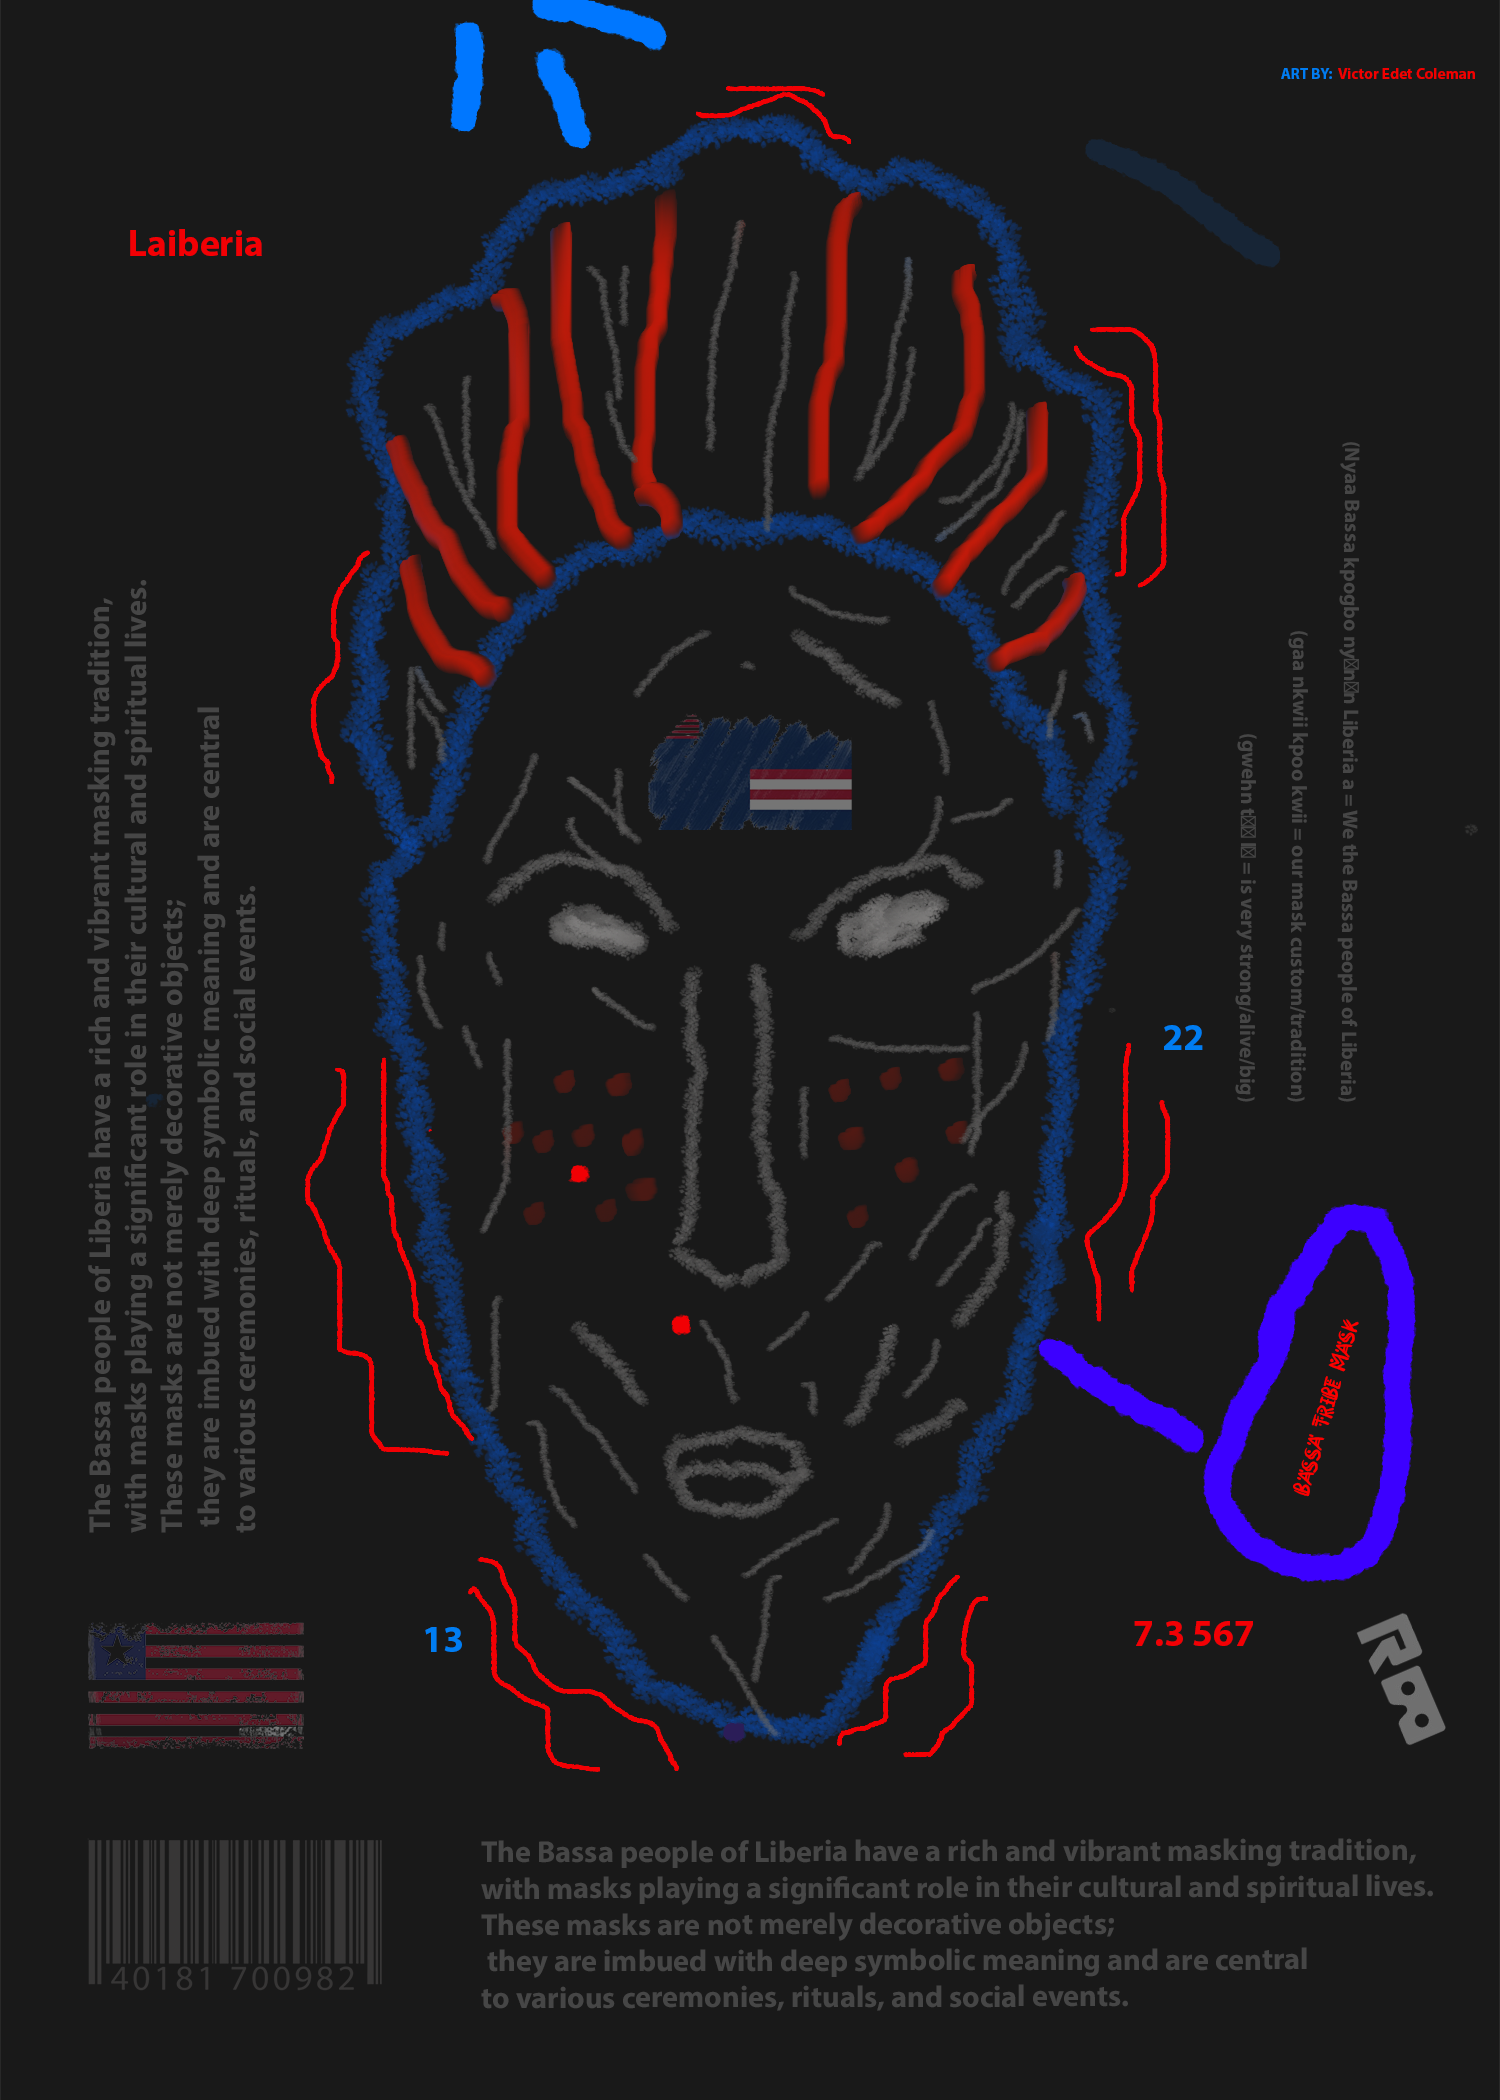 ART BY: Victor Edet Coleman
Laiberia
(Nyaa Bassa kpogbo ny□n□n Liberia a = We the Bassa people of Liberia)
(gaa nkwii kpoo kwii = our mask custom/tradition)
(gwehn t□□ □ = is very strong/alive/big)
The Bassa people of Liberia have a rich and vibrant masking tradition,
with masks playing a significant role in their cultural and spiritual lives.
These masks are not merely decorative objects;
they are imbued with deep symbolic meaning and are central
to various ceremonies, rituals, and social events.
22
BASSA TRIBE MASK
13
7.3 567
40181 700982
The Bassa people of Liberia have a rich and vibrant masking tradition,
with masks playing a significant role in their cultural and spiritual lives.
These masks are not merely decorative objects;
they are imbued with deep symbolic meaning and are central
to various ceremonies, rituals, and social events.